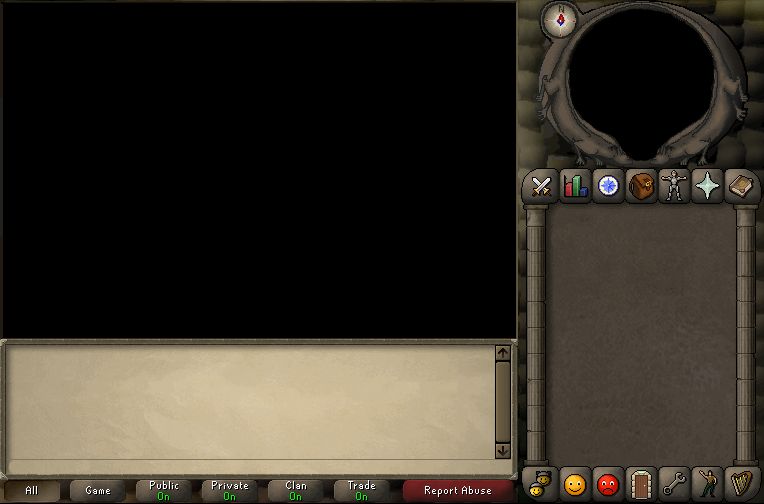 N
All
Game
Public
On
Private
On
Clan
On
Trade
On
Report Abuse